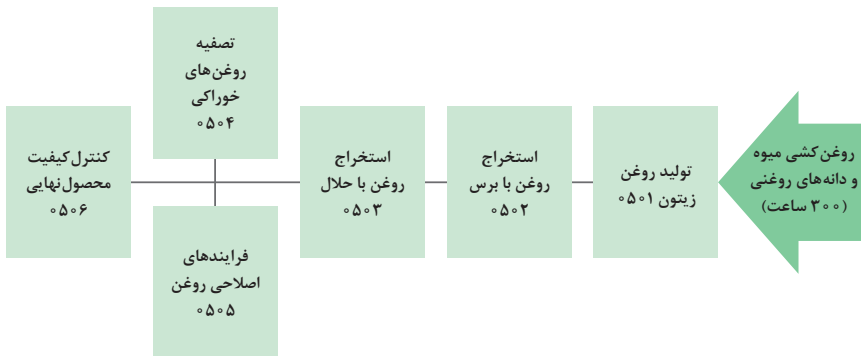 روغن‌کشی میوه
و دانه‌های روغنی
(۳۰۰ ساعت)
تولید روغن
زیتون ۰۵۰۱
استخراج
روغن با برس
۰۵۰۲
استخراج
روغن با حلال
۰۵۰۳
تصفیه
روغن‌های
خوراکی
۰۵۰۴
فرایندهای
اصلاحی روغن
۰۵۰۵
کنترل کیفیت
محصول نهایی
۰۵۰۶